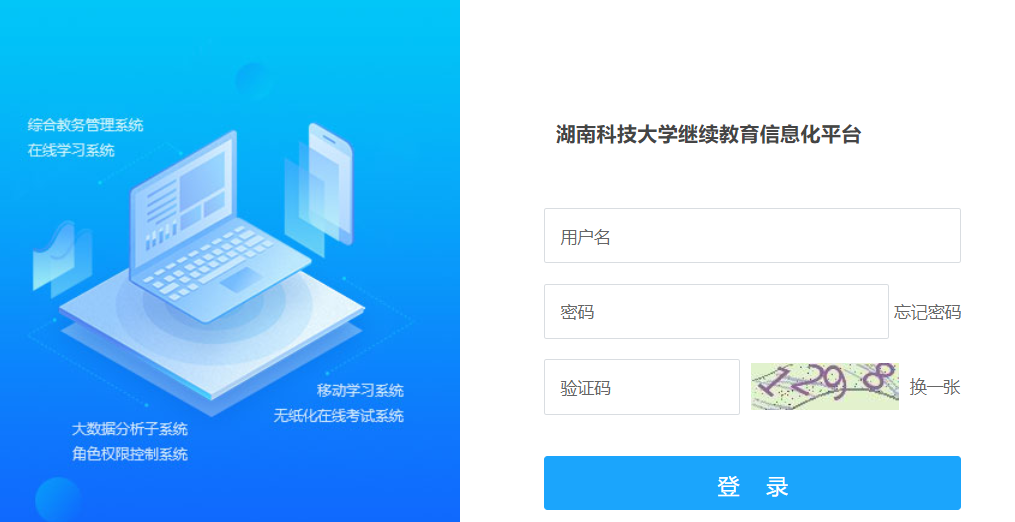 综合教务管理系统
在线学习系统
移动学习系统
无纸化在线考试系统
大数据分析子系统
角色权限控制系统
湖南科技大学继续教育信息化平台
用户名
密码 忘记密码
验证码 1298 换一张
登 录